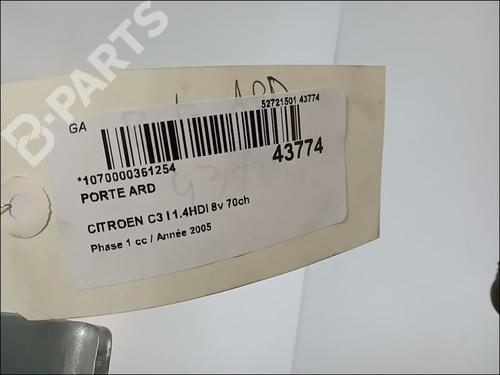 B-PARTS
ARD
GA
52721501 43774
*1070000361254
43774
PORTE ARD
CITROEN C3 I 1.4HDI 8v 70ch
Phase 1 cc / Année 2005